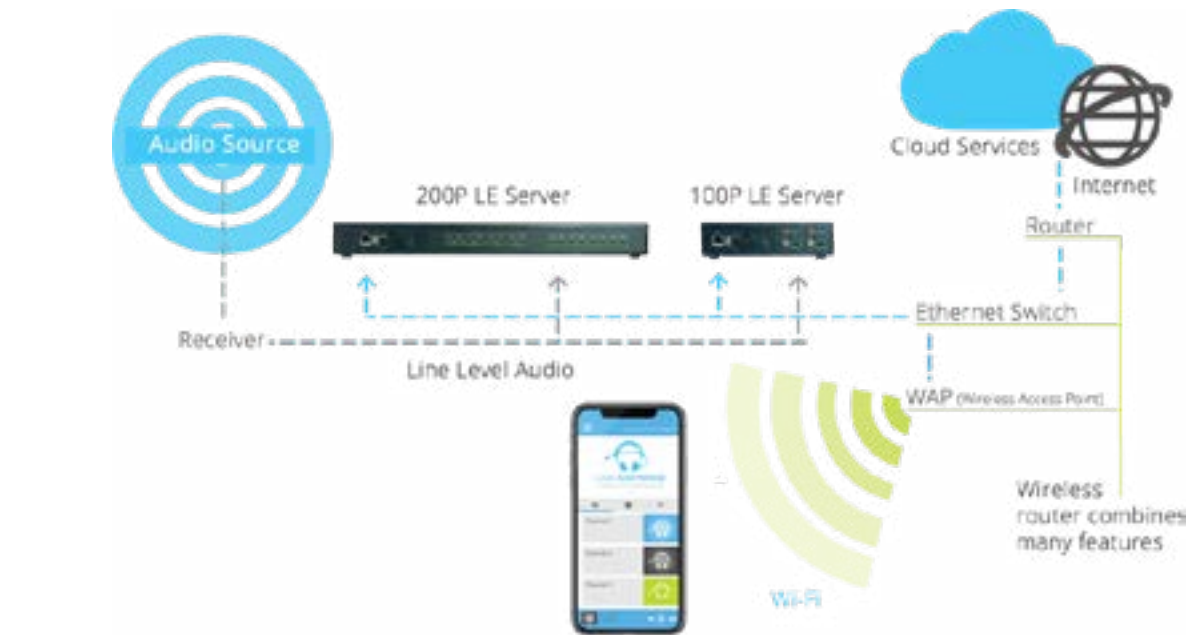 Audio Source
Cloud Services
Internet
200P LE Server
100P LE Server
Router
Ethernet Switch
Receiver
Line Level Audio
WAP (Wireless Access Point)
Wireless
router combines
many features
Wi-Fi